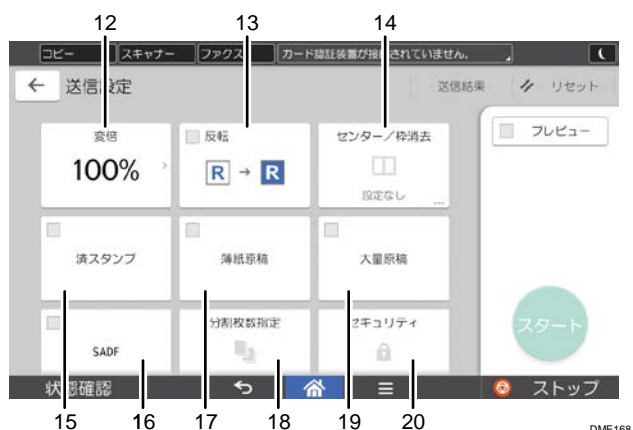 12 13 14
コピー スキャナー ファクス カード認証装置が接続されていません。
送信設定 送信結果 リセット
変倍 反転 センター/枠消去 プレビュー
100% R → R
設定なし ...
済スタンプ 薄紙原稿 大量原稿
分割枚数指定 セキュリティ
スタート
SADF
状態確認 ストップ
15 16 17 18 19 20
DME168